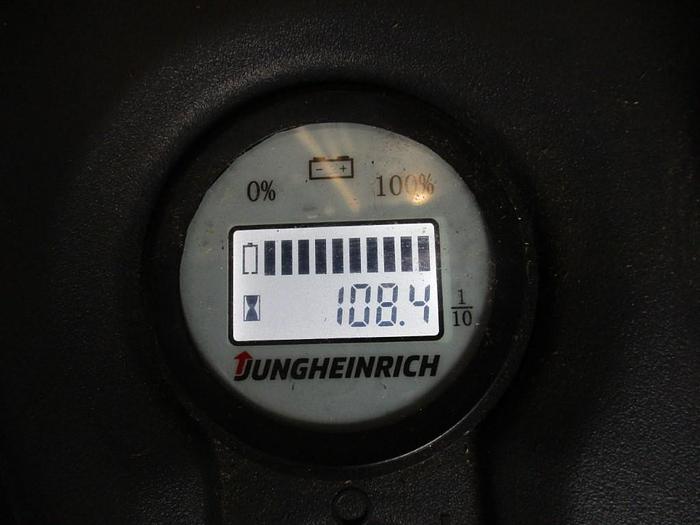 - +
0% 100%
108.4 1/10
JUNGHEINRICH